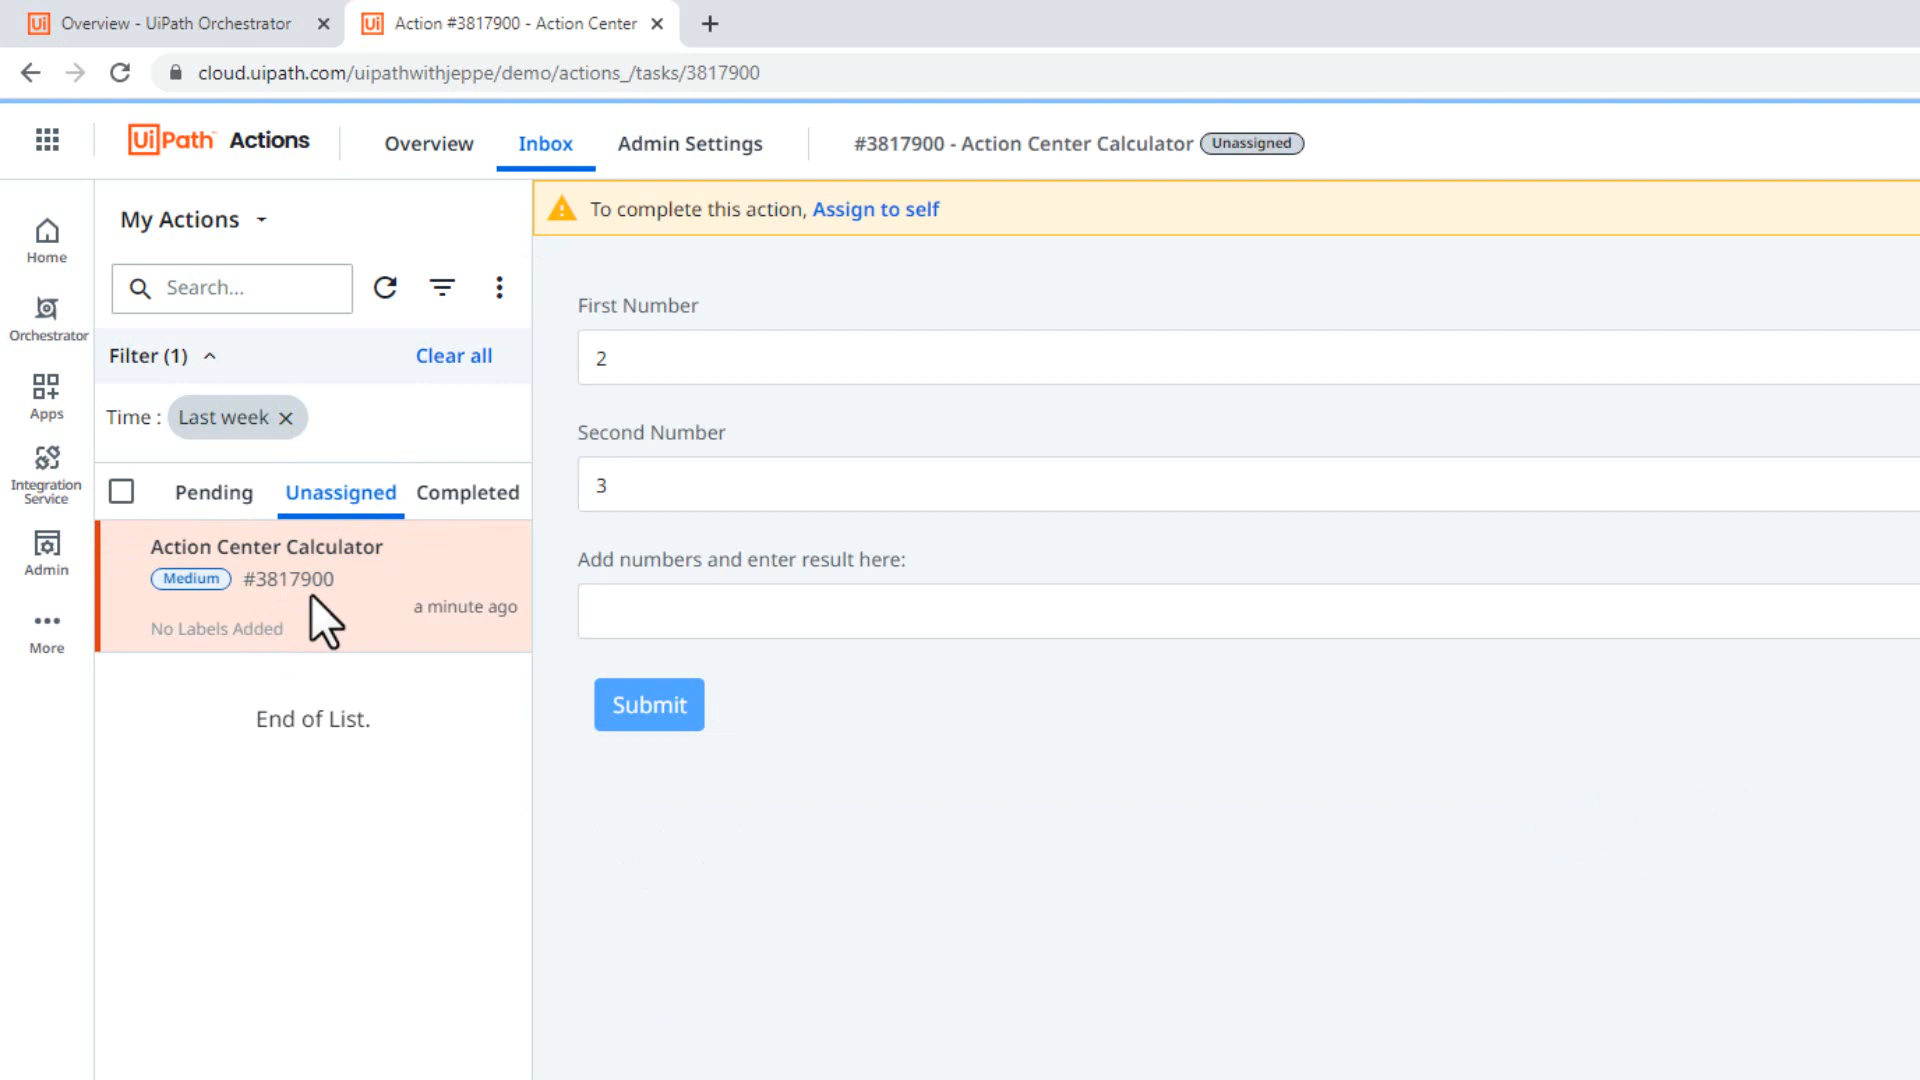 Overview - UiPath Orchestrator
Action #3817900 - Action Center
cloud.uipath.com/uipathwithjeppe/demo/actions_/tasks/3817900
UiPath™ Actions
Overview
Inbox
Admin Settings
#3817900 - Action Center Calculator
Unassigned
Home
Orchestrator
Apps
Integration
Service
Admin
More
My Actions
Search...
Filter (1)
Clear all
Time :
Last week
Pending
Unassigned
Completed
Action Center Calculator
Medium
#3817900
a minute ago
No Labels Added
End of List.
To complete this action, Assign to self
First Number
2
Second Number
3
Add numbers and enter result here:
Submit